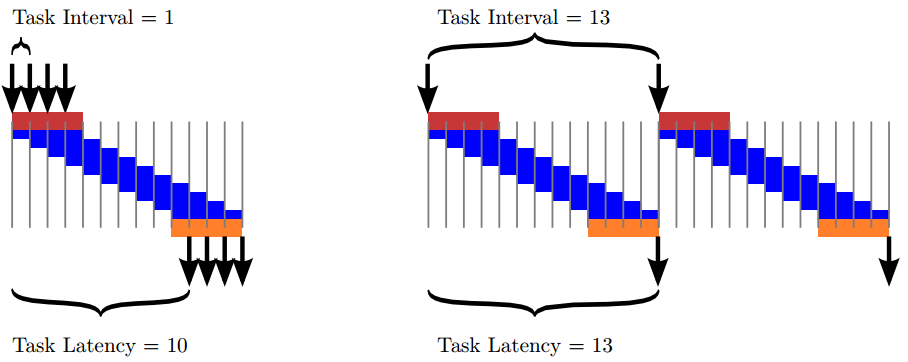 Task Interval = 1
Task Interval = 13
Task Latency = 10
Task Latency = 13